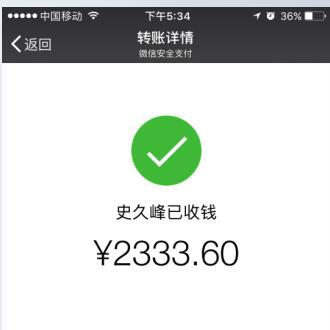 中国移动 下午5:34 36%
返回 转账详情
微信安全支付
史久峰已收钱
¥2333.60